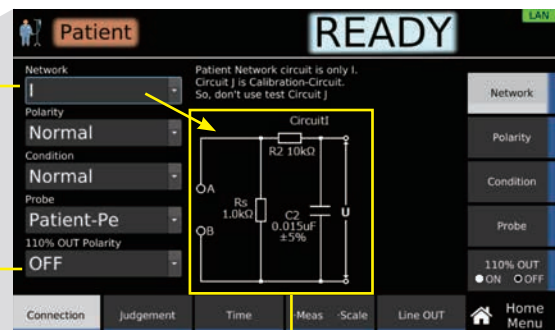 LAN
Patient
READY
Network
I
Polarity
Normal
Condition
Normal
Probe
Patient-Pe
110% OUT Polarity
OFF
Patient Network circuit is only I.
Circuit J is Calibration-Circuit.
So, don't use test Circuit J
CircuitI
R2 10kΩ
A
Rs
1.0kΩ
C2
0.015uF
±5%
U
B
Network
Polarity
Condition
Probe
110% OUT
ON OFF
Connection
Judgement
Time
-Meas -Scale
Line OUT
Home
Menu